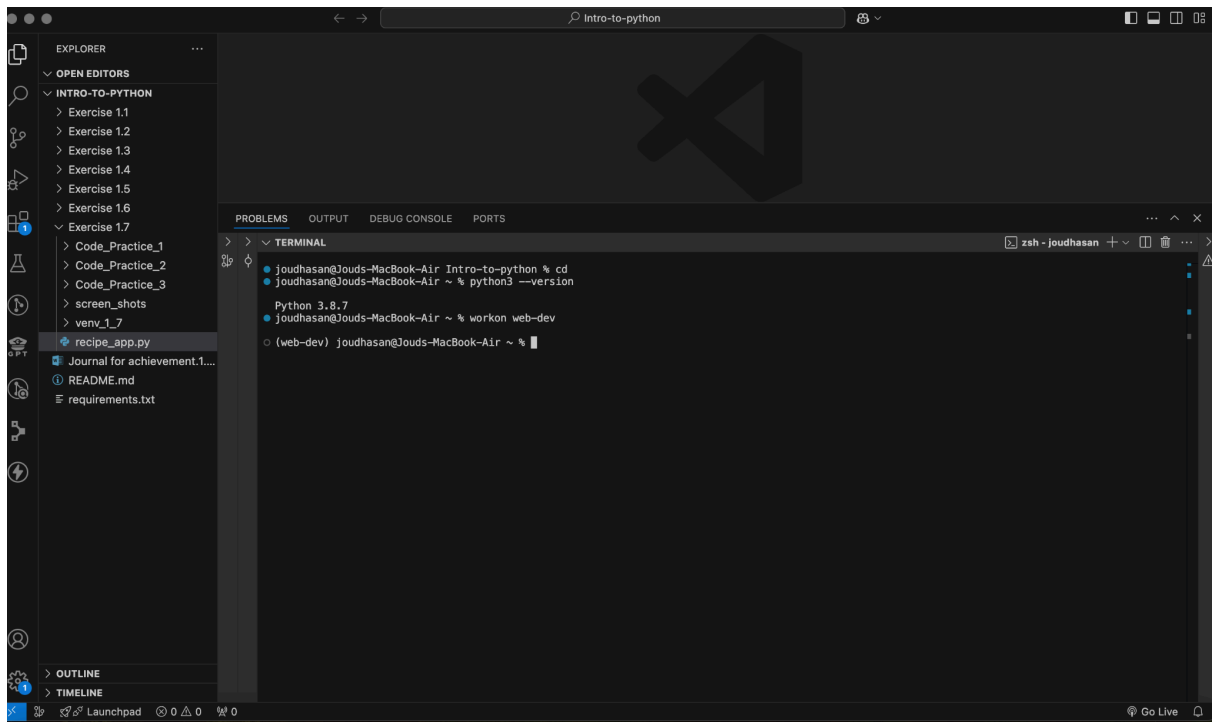 Intro-to-python
EXPLORER
OPEN EDITORS
INTRO-TO-PYTHON
Exercise 1.1
Exercise 1.2
Exercise 1.3
Exercise 1.4
Exercise 1.5
Exercise 1.6
Exercise 1.7
Code_Practice_1
Code_Practice_2
Code_Practice_3
screen_shots
venv_1_7
recipe_app.py
Journal for achievement.1....
README.md
requirements.txt
OUTLINE
TIMELINE
1
GPT
1
PROBLEMS OUTPUT DEBUG CONSOLE PORTS
TERMINAL
zsh - joudhasan
joudhasan@Jouds-MacBook-Air Intro-to-python % cd
joudhasan@Jouds-MacBook-Air ~ % python3 --version
Python 3.8.7
joudhasan@Jouds-MacBook-Air ~ % workon web-dev
(web-dev) joudhasan@Jouds-MacBook-Air ~ %
Launchpad 0 0 0 Go Live